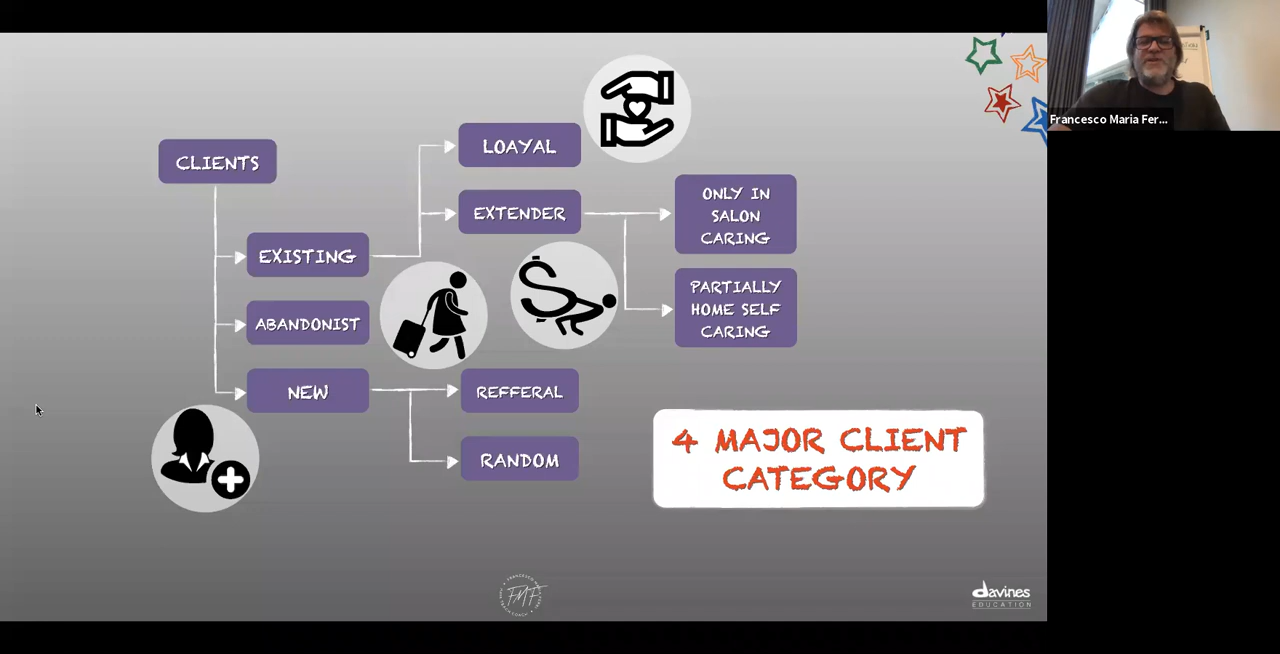 CLIENTS
EXISTING
ABANDONIST
NEW
LOAYAL
EXTENDER
ONLY IN
SALON
CARING
PARTIALLY
HOME SELF
CARING
REFFERAL
RANDOM
4 MAJOR CLIENT
CATEGORY
FMF
davines
EDUCATION
Francesco Maria Fer...